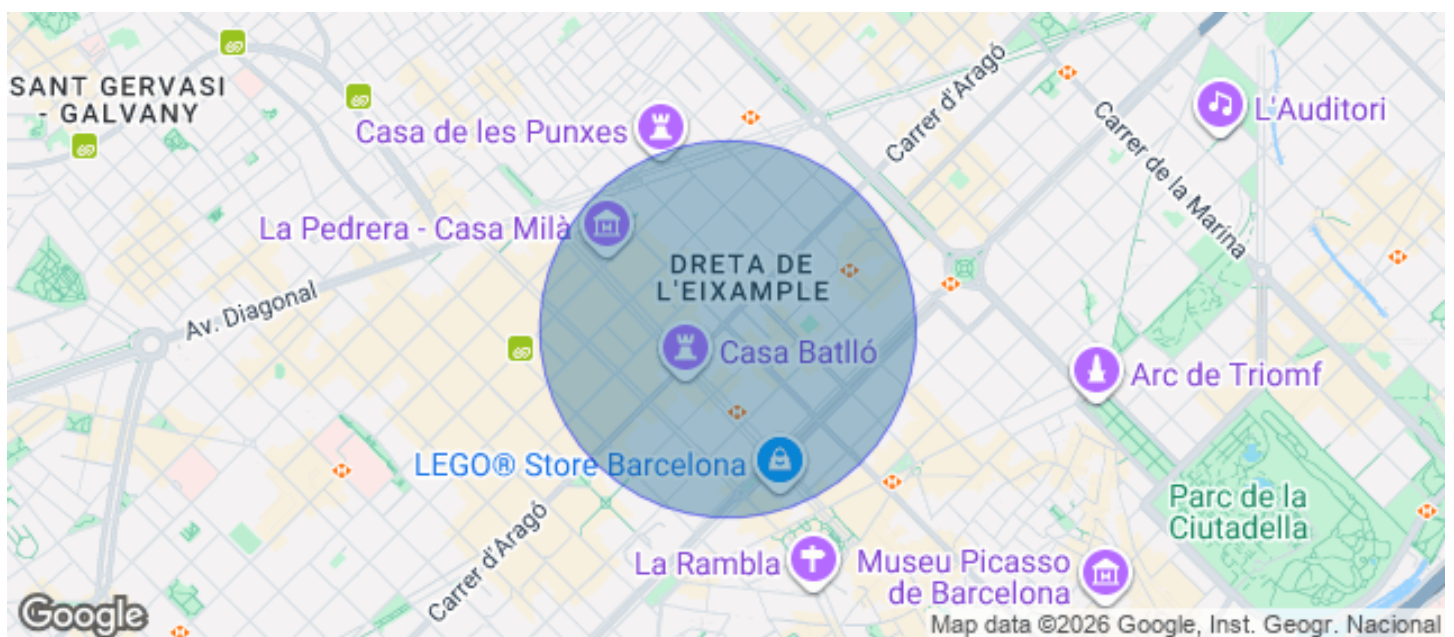 SANT GERVASI
- GALVANY
Casa de les Punxes
Carrer d'Aragó
L'Auditori
Carrer de la Marina
La Pedrera - Casa Milà
DRETA DE
L'EIXAMPLE
Av. Diagonal
Casa Batlló
Arc de Triomf
LEGO® Store Barcelona
Parc de la
Ciutadella
Carrer d'Aragó
La Rambla
Museu Picasso
de Barcelona
Google
Map data ©2026 Google, Inst. Geogr. Nacional